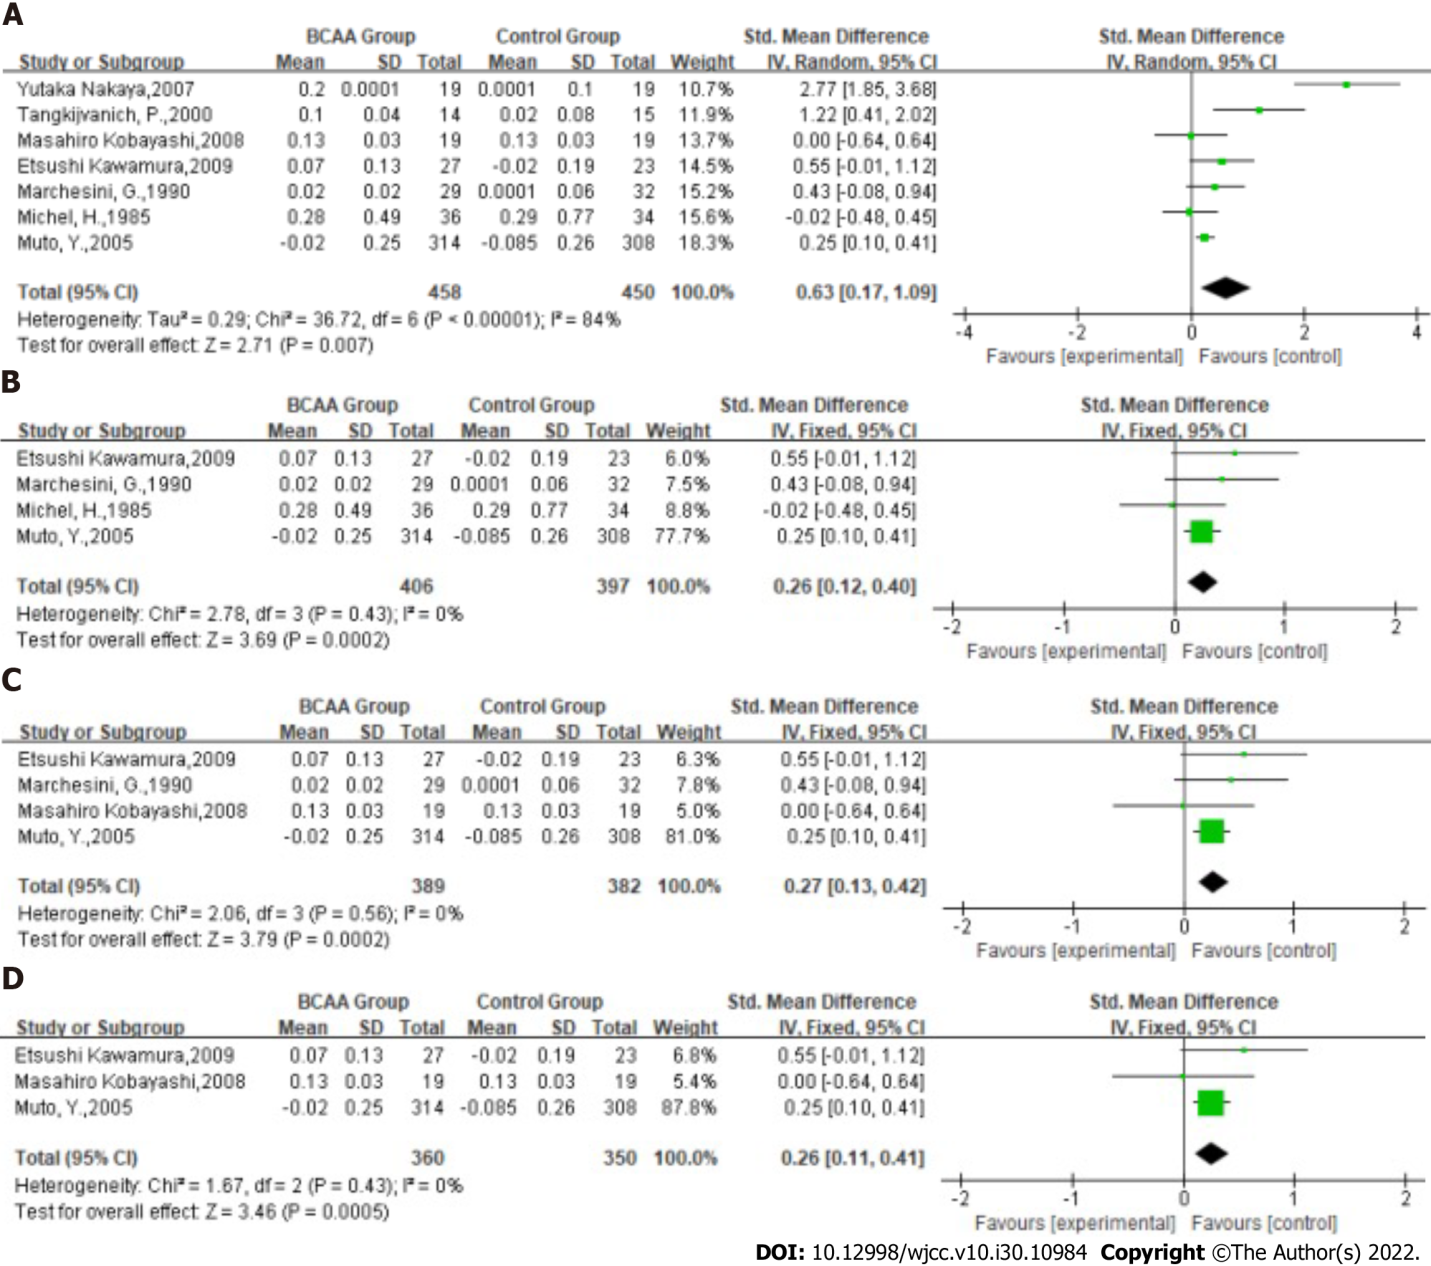 A
BCAA Group Control Group Std. Mean Difference Std. Mean Difference
Study or Subgroup Mean SD Total Mean SD Total Weight IV, Random, 95% CI IV, Random, 95% CI
Yutaka Nakaya,2007 0.2 0.0001 19 0.0001 0.1 19 10.7% 2.77 [1.85, 3.68]
Tangkijvanich, P.,2000 0.1 0.04 14 0.02 0.08 15 11.9% 1.22 [0.41, 2.02]
Masahiro Kobayashi,2008 0.13 0.03 19 0.13 0.03 19 13.7% 0.00 [-0.64, 0.64]
Etsushi Kawamura,2009 0.07 0.13 27 -0.02 0.19 23 14.5% 0.55 [-0.01, 1.12]
Marchesini, G.,1990 0.02 0.02 29 0.0001 0.06 32 15.2% 0.43 [-0.08, 0.94]
Michel, H.,1985 0.28 0.49 36 0.29 0.77 34 15.6% -0.02 [-0.48, 0.45]
Muto, Y.,2005 -0.02 0.25 314 -0.085 0.26 308 18.3% 0.25 [0.10, 0.41]
Total (95% CI) 458 450 100.0% 0.63 [0.17, 1.09]
Heterogeneity: Tau² = 0.29; Chi² = 36.72, df = 6 (P < 0.00001); I² = 84%
Test for overall effect: Z = 2.71 (P = 0.007)
-4 -2 0 2 4
Favours [experimental] Favours [control]
B
BCAA Group Control Group Std. Mean Difference Std. Mean Difference
Study or Subgroup Mean SD Total Mean SD Total Weight IV, Fixed, 95% CI IV, Fixed, 95% CI
Etsushi Kawamura,2009 0.07 0.13 27 -0.02 0.19 23 6.0% 0.55 [-0.01, 1.12]
Marchesini, G.,1990 0.02 0.02 29 0.0001 0.06 32 7.5% 0.43 [-0.08, 0.94]
Michel, H.,1985 0.28 0.49 36 0.29 0.77 34 8.8% -0.02 [-0.48, 0.45]
Muto, Y.,2005 -0.02 0.25 314 -0.085 0.26 308 77.7% 0.25 [0.10, 0.41]
Total (95% CI) 406 397 100.0% 0.26 [0.12, 0.40]
Heterogeneity: Chi² = 2.78, df = 3 (P = 0.43); I² = 0%
Test for overall effect: Z = 3.69 (P = 0.0002)
-2 -1 0 1 2
Favours [experimental] Favours [control]
C
BCAA Group Control Group Std. Mean Difference Std. Mean Difference
Study or Subgroup Mean SD Total Mean SD Total Weight IV, Fixed, 95% CI IV, Fixed, 95% CI
Etsushi Kawamura,2009 0.07 0.13 27 -0.02 0.19 23 6.3% 0.55 [-0.01, 1.12]
Marchesini, G.,1990 0.02 0.02 29 0.0001 0.06 32 7.8% 0.43 [-0.08, 0.94]
Masahiro Kobayashi,2008 0.13 0.03 19 0.13 0.03 19 5.0% 0.00 [-0.64, 0.64]
Muto, Y.,2005 -0.02 0.25 314 -0.085 0.26 308 81.0% 0.25 [0.10, 0.41]
Total (95% CI) 389 382 100.0% 0.27 [0.13, 0.42]
Heterogeneity: Chi² = 2.06, df = 3 (P = 0.56); I² = 0%
Test for overall effect: Z = 3.79 (P = 0.0002)
-2 -1 0 1 2
Favours [experimental] Favours [control]
D
BCAA Group Control Group Std. Mean Difference Std. Mean Difference
Study or Subgroup Mean SD Total Mean SD Total Weight IV, Fixed, 95% CI IV, Fixed, 95% CI
Etsushi Kawamura,2009 0.07 0.13 27 -0.02 0.19 23 6.8% 0.55 [-0.01, 1.12]
Masahiro Kobayashi,2008 0.13 0.03 19 0.13 0.03 19 5.4% 0.00 [-0.64, 0.64]
Muto, Y.,2005 -0.02 0.25 314 -0.085 0.26 308 87.8% 0.25 [0.10, 0.41]
Total (95% CI) 360 350 100.0% 0.26 [0.11, 0.41]
Heterogeneity: Chi² = 1.67, df = 2 (P = 0.43); I² = 0%
Test for overall effect: Z = 3.46 (P = 0.0005)
-2 -1 0 1 2
Favours [experimental] Favours [control]
DOI: 10.12998/wjcc.v10.i30.10984 Copyright ©The Author(s) 2022.